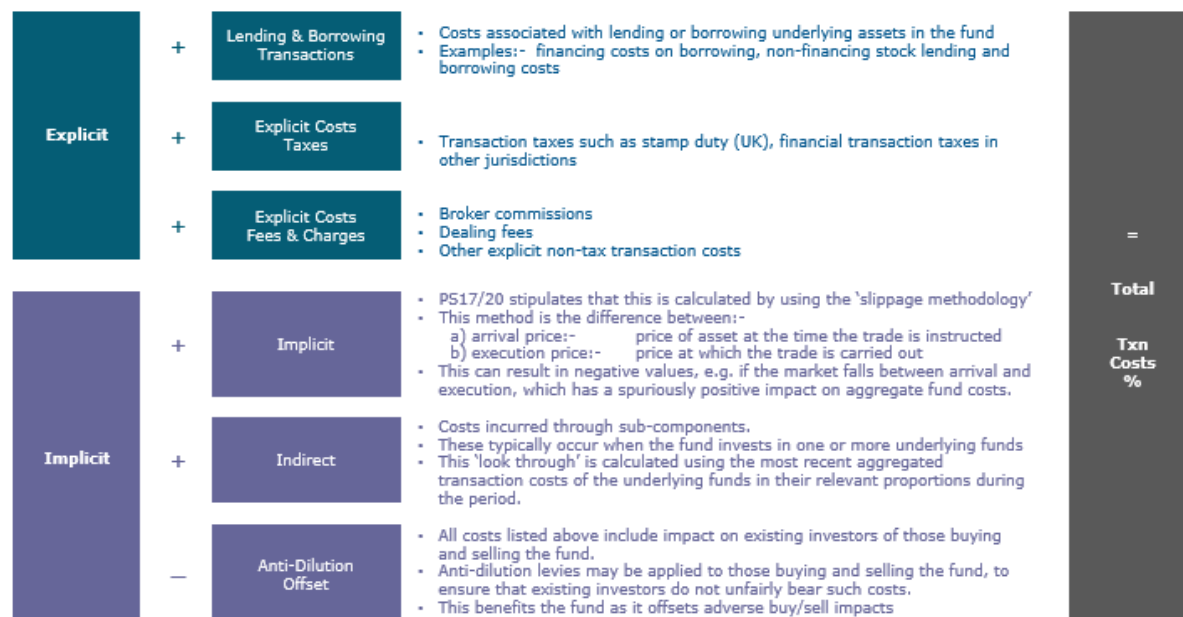 Explicit
+
Lending & Borrowing
Transactions
• Costs associated with lending or borrowing underlying assets in the fund
• Examples:- financing costs on borrowing, non-financing stock lending and
borrowing costs
+
Explicit Costs
Taxes
• Transaction taxes such as stamp duty (UK), financial transaction taxes in
other jurisdictions
+
Explicit Costs
Fees & Charges
• Broker commissions
• Dealing fees
• Other explicit non-tax transaction costs
Implicit
+
Implicit
• PS17/20 stipulates that this is calculated by using the ‘slippage methodology’
• This method is the difference between:-
a) arrival price:- price of asset at the time the trade is instructed
b) execution price:- price at which the trade is carried out
• This can result in negative values, e.g. if the market falls between arrival and
execution, which has a spuriously positive impact on aggregate fund costs.
+
Indirect
• Costs incurred through sub-components.
• These typically occur when the fund invests in one or more underlying funds
• This ‘look through’ is calculated using the most recent aggregated
transaction costs of the underlying funds in their relevant proportions during
the period.
–
Anti-Dilution
Offset
• All costs listed above include impact on existing investors of those buying
and selling the fund.
• Anti-dilution levies may be applied to those buying and selling the fund, to
ensure that existing investors do not unfairly bear such costs.
• This benefits the fund as it offsets adverse buy/sell impacts
=
Total
Txn
Costs
%